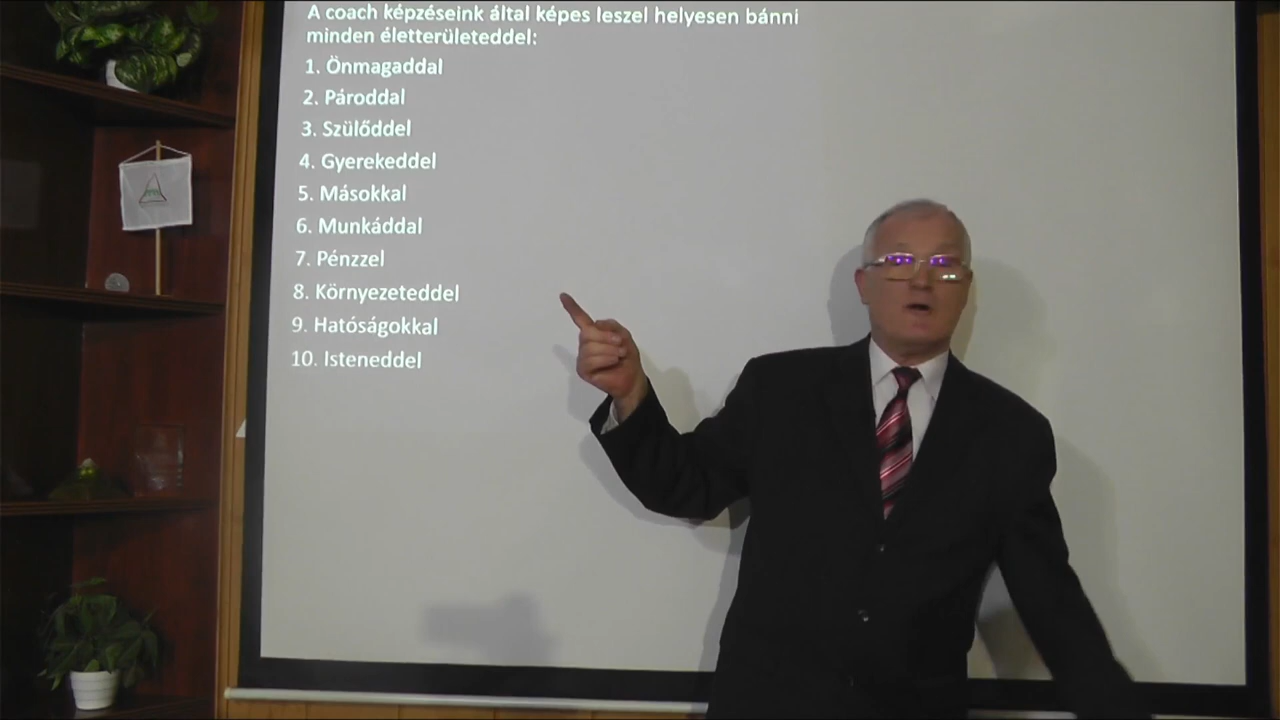 A coach képzéseink által képes leszel helyesen bánni
minden életterületeddel:
1. Önmagaddal
2. Pároddal
3. Szülőddel
4. Gyerekeddel
5. Másokkal
6. Munkáddal
7. Pénzzel
8. Környezeteddel
9. Hatóságokkal
10. Isteneddel